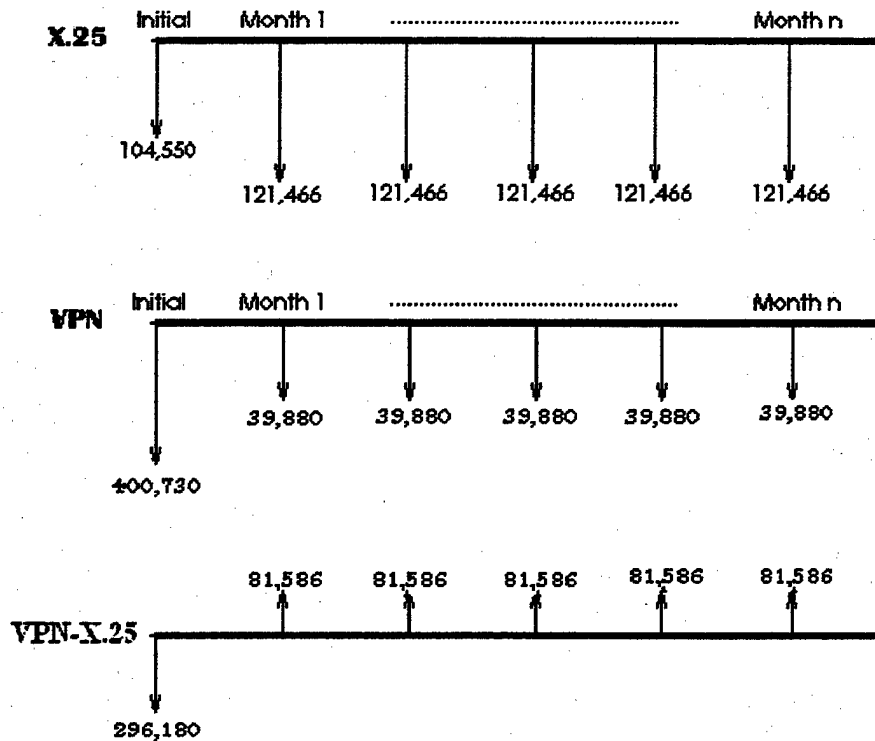 Initial Month 1 Month n
X.25
104,550
121,466 121,466 121,466 121,466 121,466
Initial Month 1 Month n
VPN
39,880 39,880 39,880 39,880 39,880
400,730
81,586 81,586 81,586 81,586 81,586
VPN-X.25
296,180